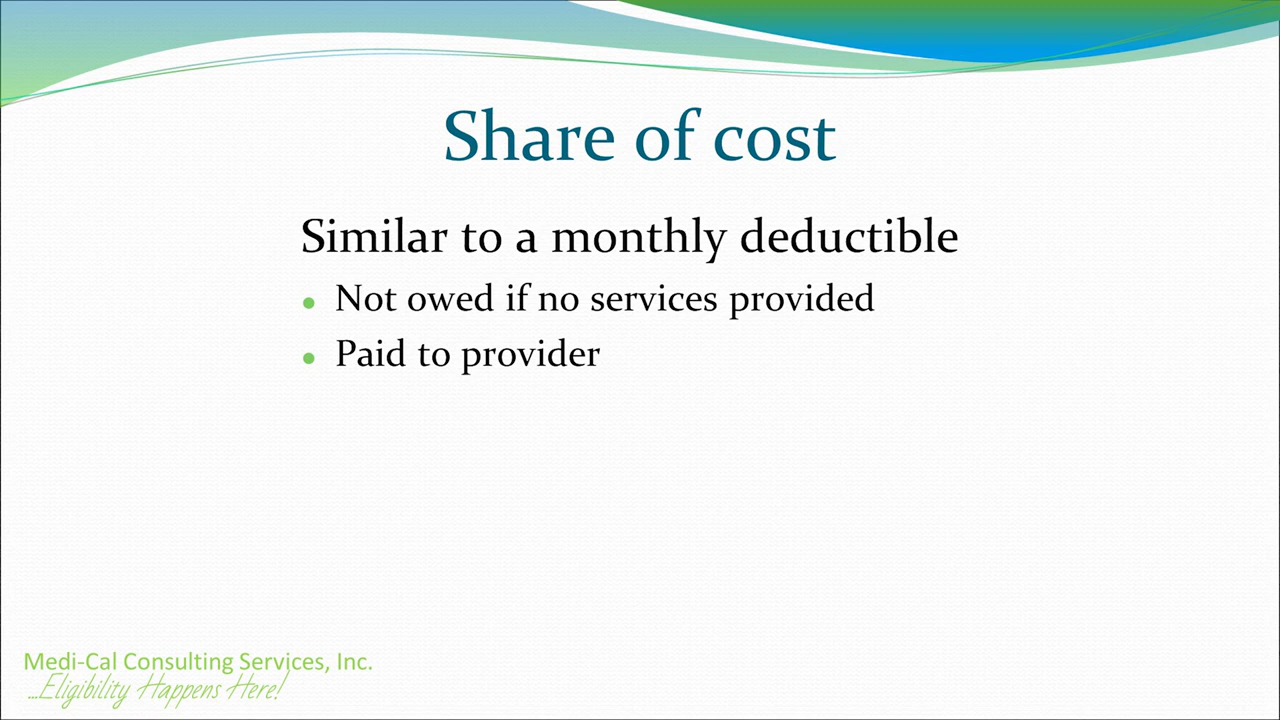 Share of cost
Similar to a monthly deductible
Not owed if no services provided
Paid to provider
Medi-Cal Consulting Services, Inc.
...Eligibility Happens Here!